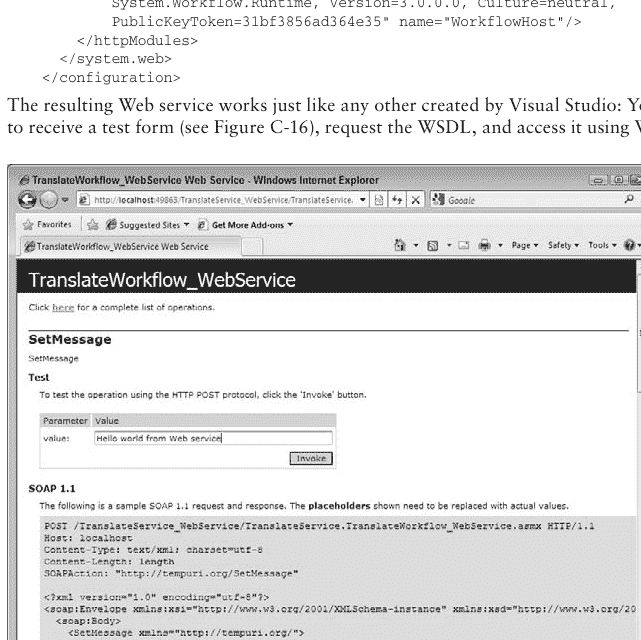 System.Workflow.Runtime, Version=3.0.0.0, Culture=neutral,
PublicKeyToken=31bf3856ad364e35" name="WorkflowHost"/>
</httpModules>
</system.web>
</configuration>
The resulting Web service works just like any other created by Visual Studio:
to receive a test form (see Figure C-16), request the WSDL, and access it using
TranslateWorkflow_WebService Web Service - Windows Internet Explorer
http://localhost:49863/TranslateService_WebService/TranslateService.
Google
Favorites Suggested Sites Get More Add-ons
TranslateWorkflow_WebService Web Service
Page Safety Tools
TranslateWorkflow_WebService
Click here for a complete list of operations.
SetMessage
SetMessage
Test
To test the operation using the HTTP POST protocol, click the 'Invoke' button.
Parameter Value
value: Hello world from Web service
Invoke
SOAP 1.1
The following is a sample SOAP 1.1 request and response. The placeholders shown need to be replaced with actual values.
POST /TranslateService_WebService/TranslateService.TranslateWorkflow_WebService.asmx HTTP/1.1
Host: localhost
Content-Type: text/xml; charset=utf-8
Content-Length: length
SOAPAction: "http://tempuri.org/SetMessage"
<?xml version="1.0" encoding="utf-8"?>
<soap:Envelope xmlns:xsi="http://www.w3.org/2001/XMLSchema-instance" xmlns:xsd="http://www.w3.org/20
<soap:Body>
<SetMessage xmlns="http://tempuri.org/">